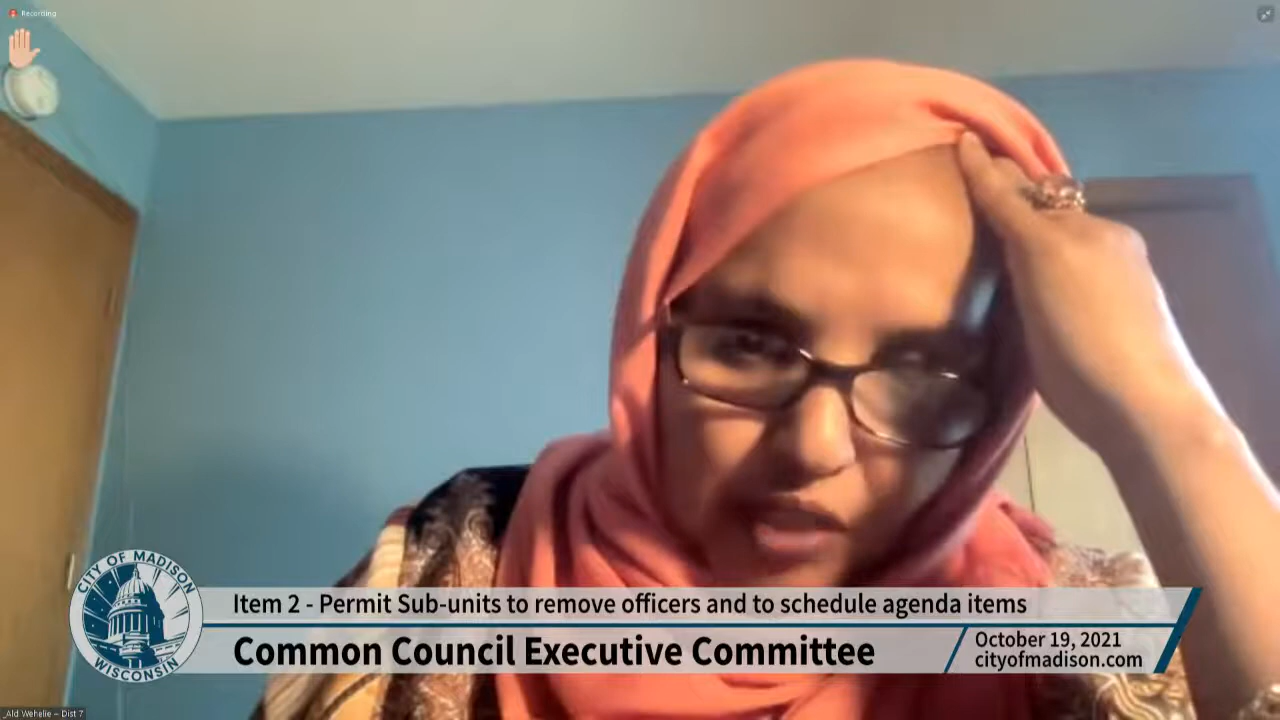 Recording
CITY OF MADISON
WISCONSIN
Item 2 - Permit Sub-units to remove officers and to schedule agenda items
Common Council Executive Committee
October 19, 2021
cityofmadison.com
_Ald Wehelie – Dist 7